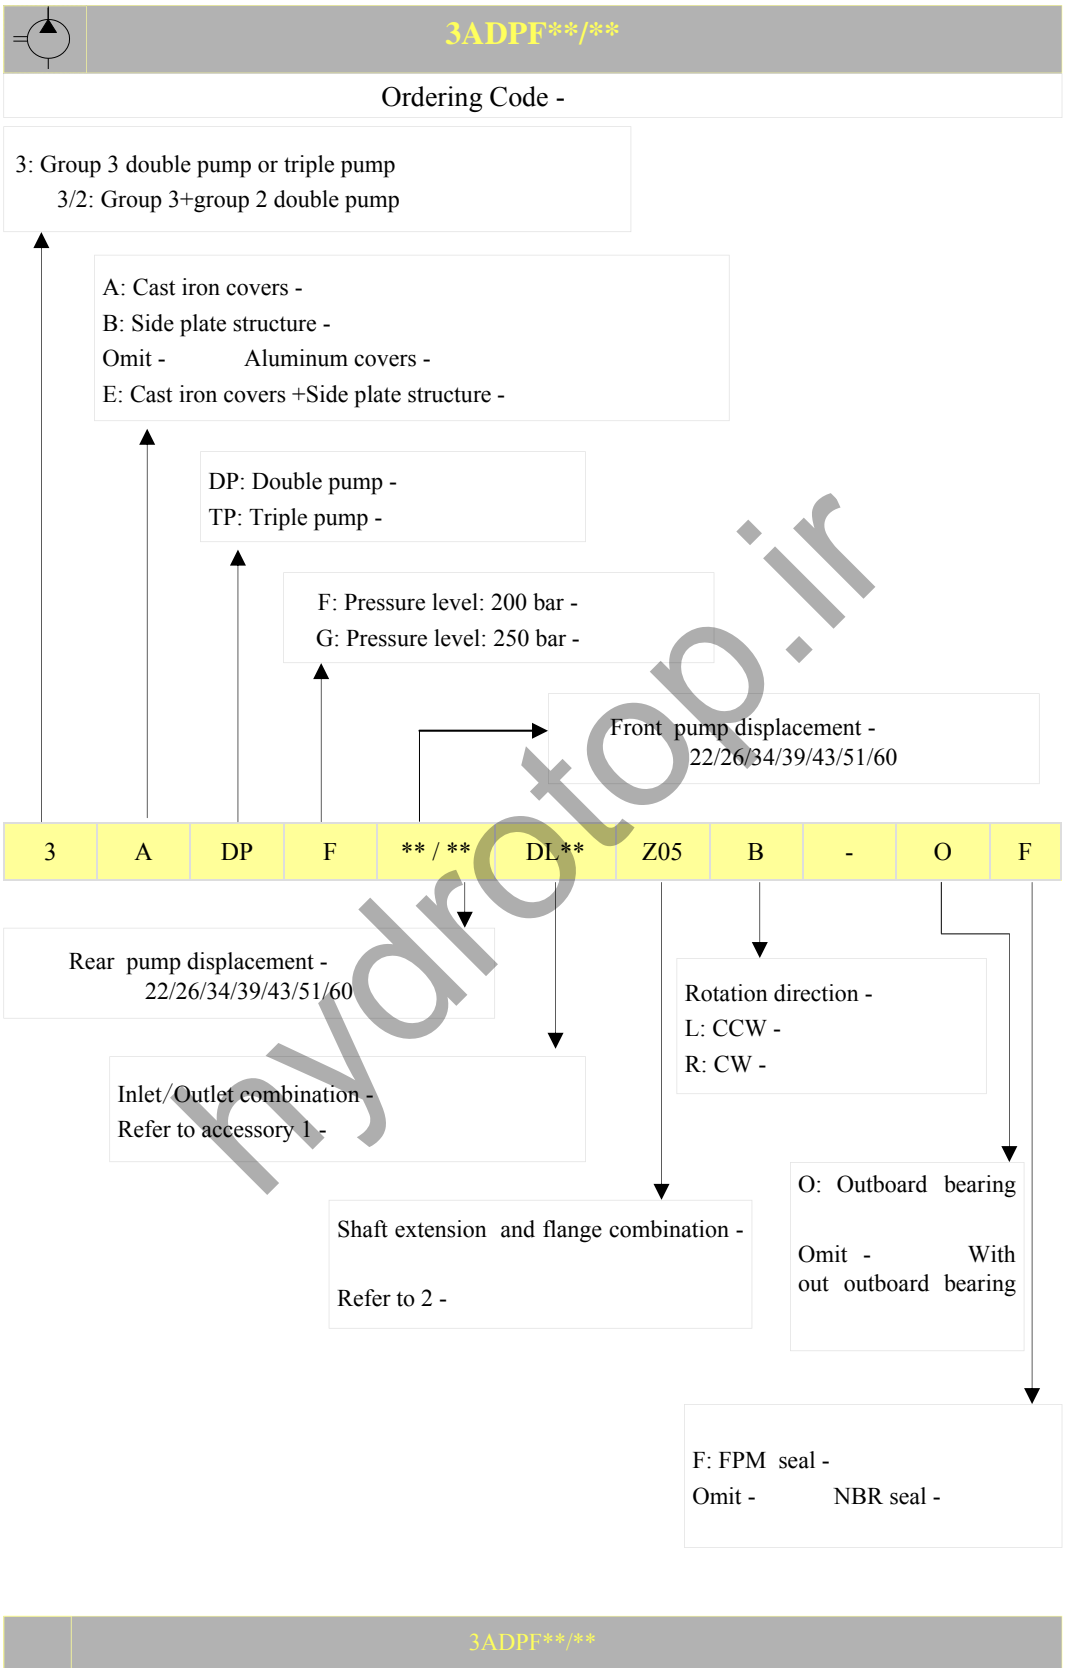 3ADPF**/**
Ordering Code -
3: Group 3 double pump or triple pump
3/2: Group 3+group 2 double pump
A: Cast iron covers -
B: Side plate structure -
Omit - Aluminum covers -
E: Cast iron covers +Side plate structure -
DP: Double pump -
TP: Triple pump -
F: Pressure level: 200 bar -
G: Pressure level: 250 bar -
Front pump displacement -
22/26/34/39/43/51/60
3 A DP F ** / ** DL** Z05 B - O F
Rear pump displacement -
22/26/34/39/43/51/60
Rotation direction -
L: CCW -
R: CW -
Inlet/Outlet combination -
Refer to accessory 1 -
O: Outboard bearing
Omit - With
out outboard bearing
Shaft extension and flange combination -
Refer to 2 -
F: FPM seal -
Omit - NBR seal -
3ADPF**/**
hydrotop.ir